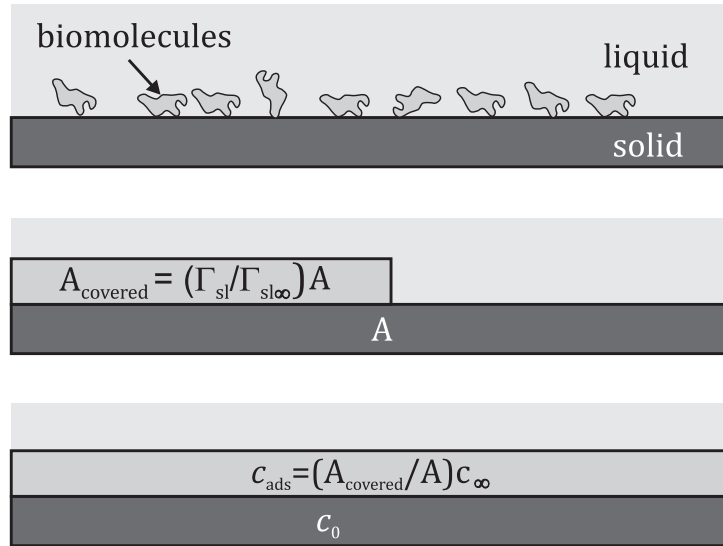 biomolecules
liquid
solid
A_covered = (Γ_sl/Γ_sl∞)A
A
c_ads=(A_covered/A)c_∞
c_0